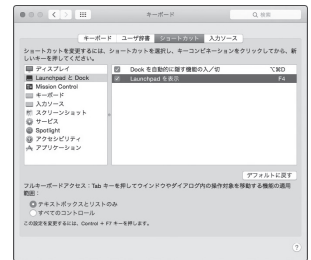 キーボード
検索
キーボード ユーザ辞書 ショートカット 入力ソース
ショートカットを変更するには、ショートカットを選択し、キーコンビネーションをクリックしてから、新
しいキーを押してください。
ディスプレイ
Launchpad と Dock
Mission Control
キーボード
入力ソース
スクリーンショット
サービス
Spotlight
アクセシビリティ
アプリケーション
Dock を自動的に隠す機能の入／切 ⌥⌘D
Launchpad を表示 F4
デフォルトに戻す
フルキーボードアクセス：Tab キーを押してウインドウやダイアログ内の操作対象を移動する機能の適用
範囲：
テキストボックスとリストのみ
すべてのコントロール
この設定を変更するには、Control + F7 キーを押します。
?